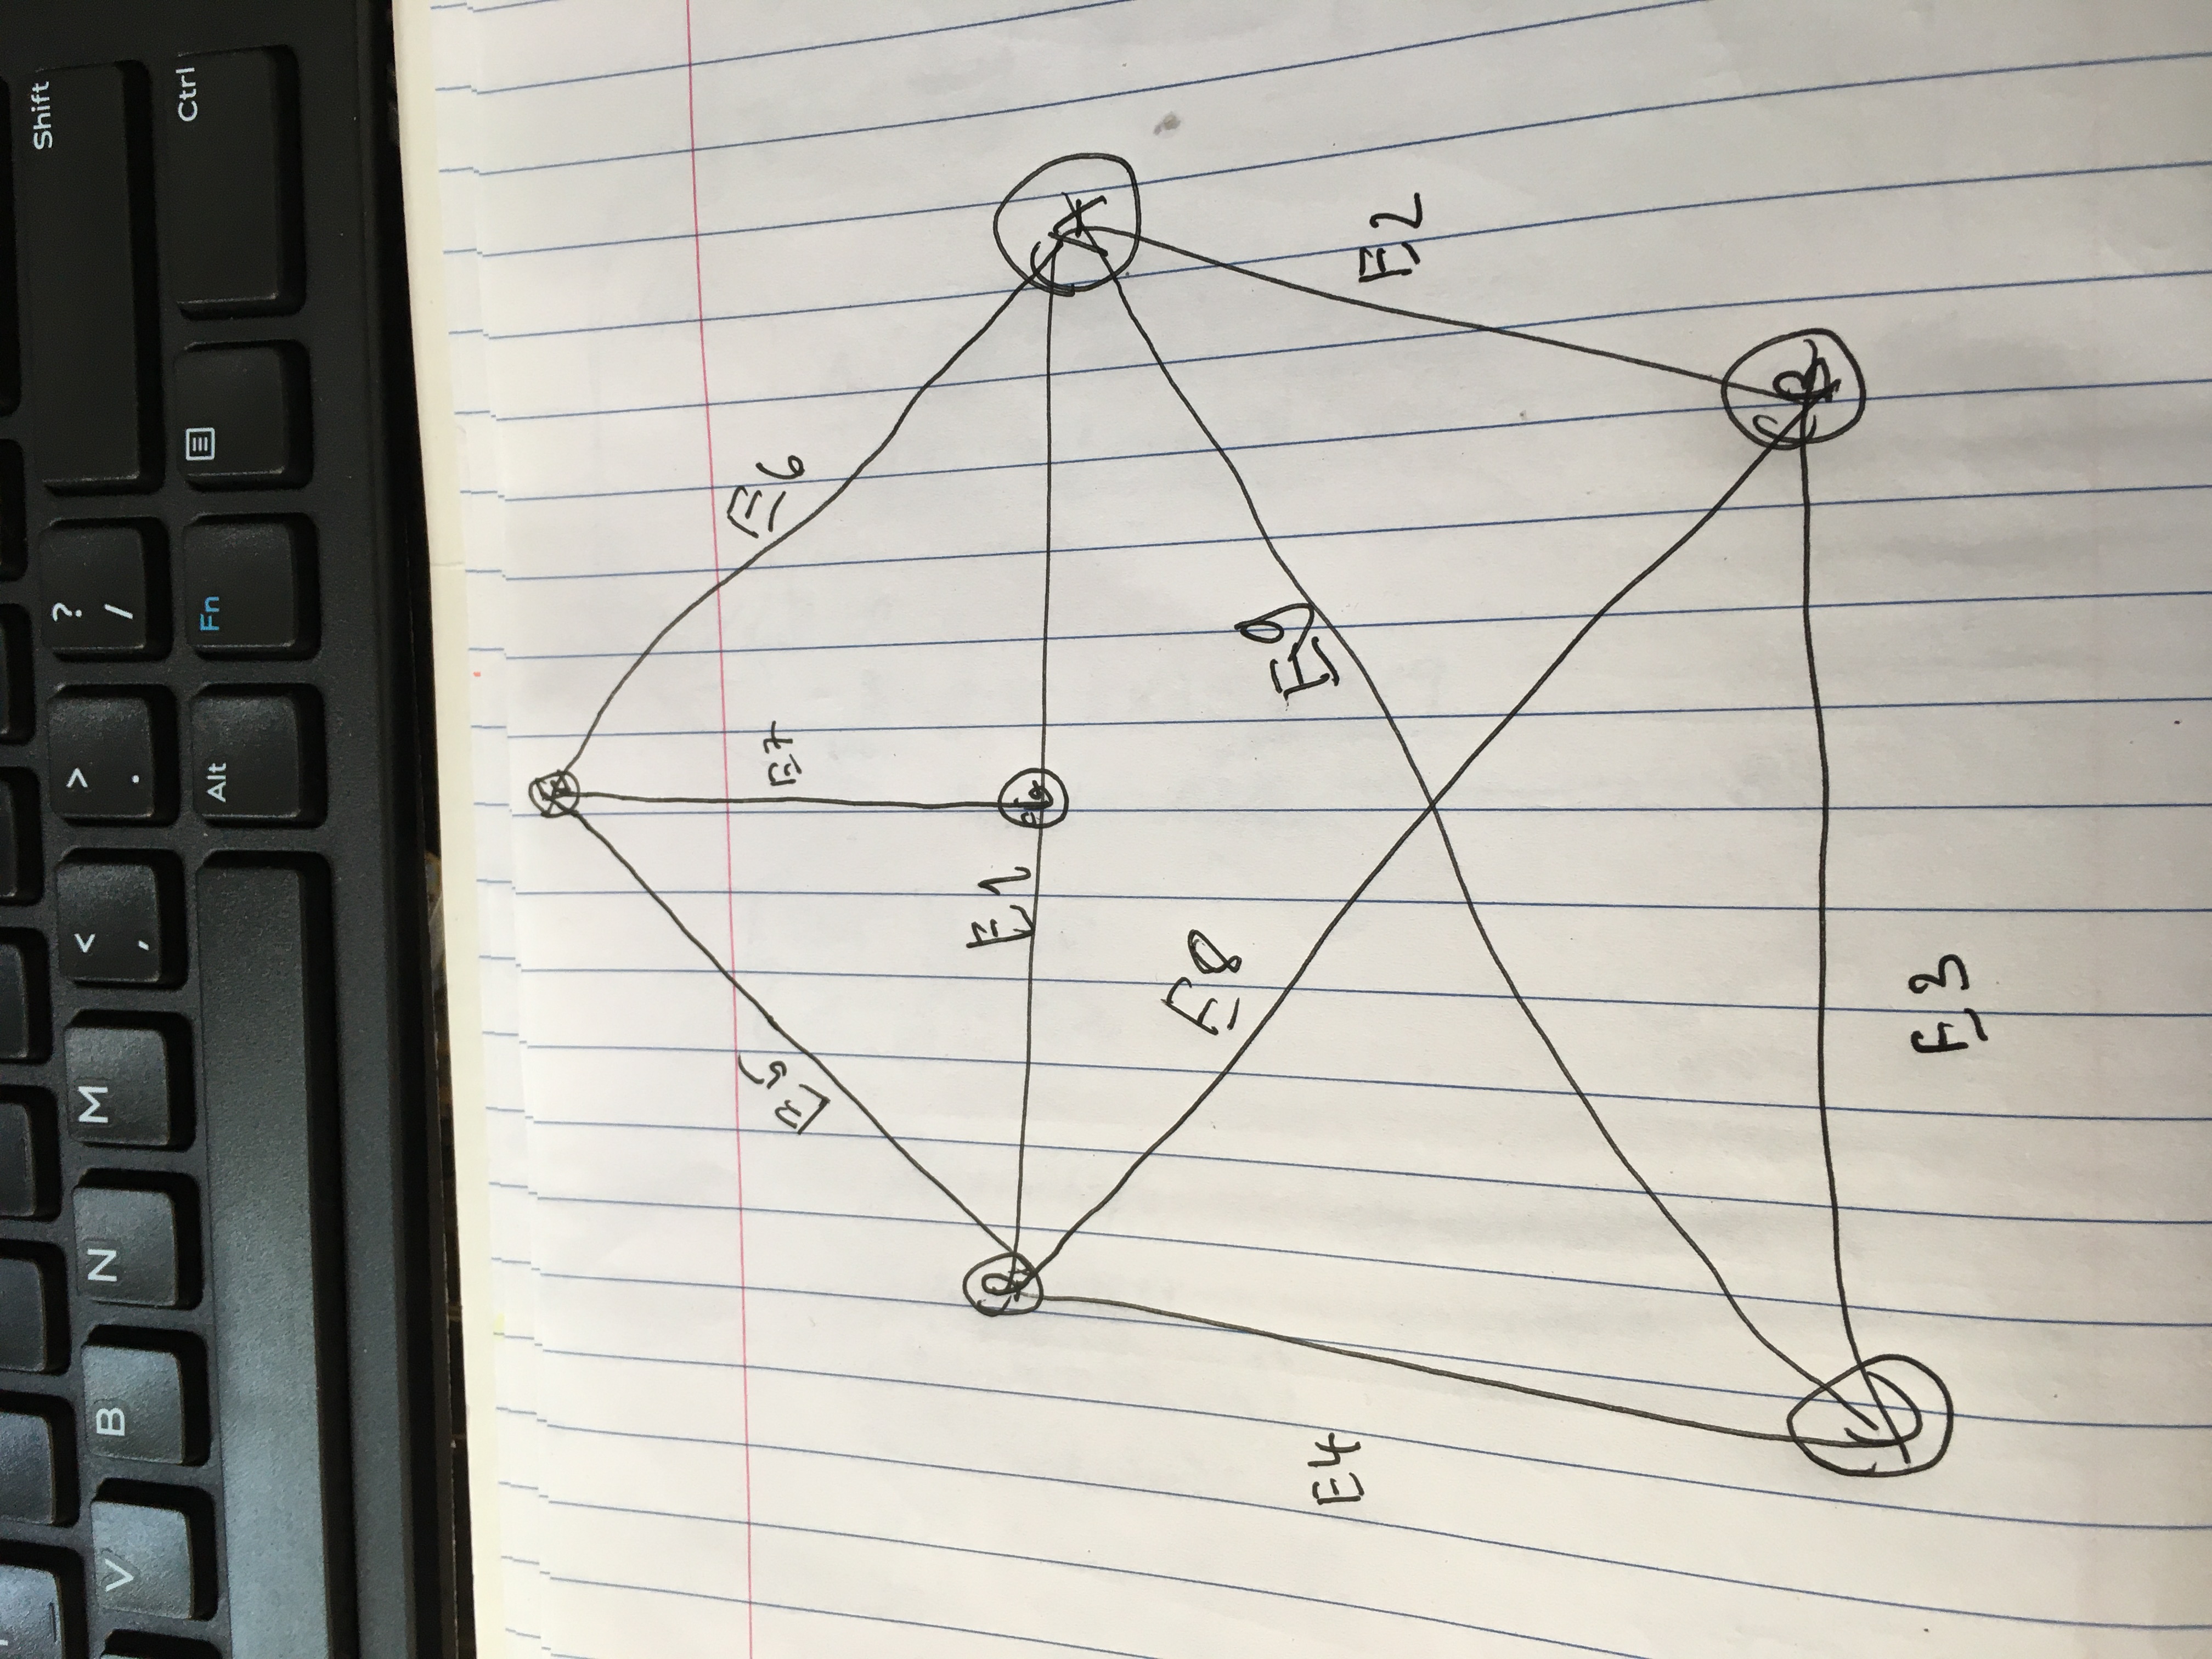 Shift
V B N M < , > . ? /
Alt Fn Ctrl
E5
E7
E6
E1
A
E8
E9
E4
E2
C
B
E3